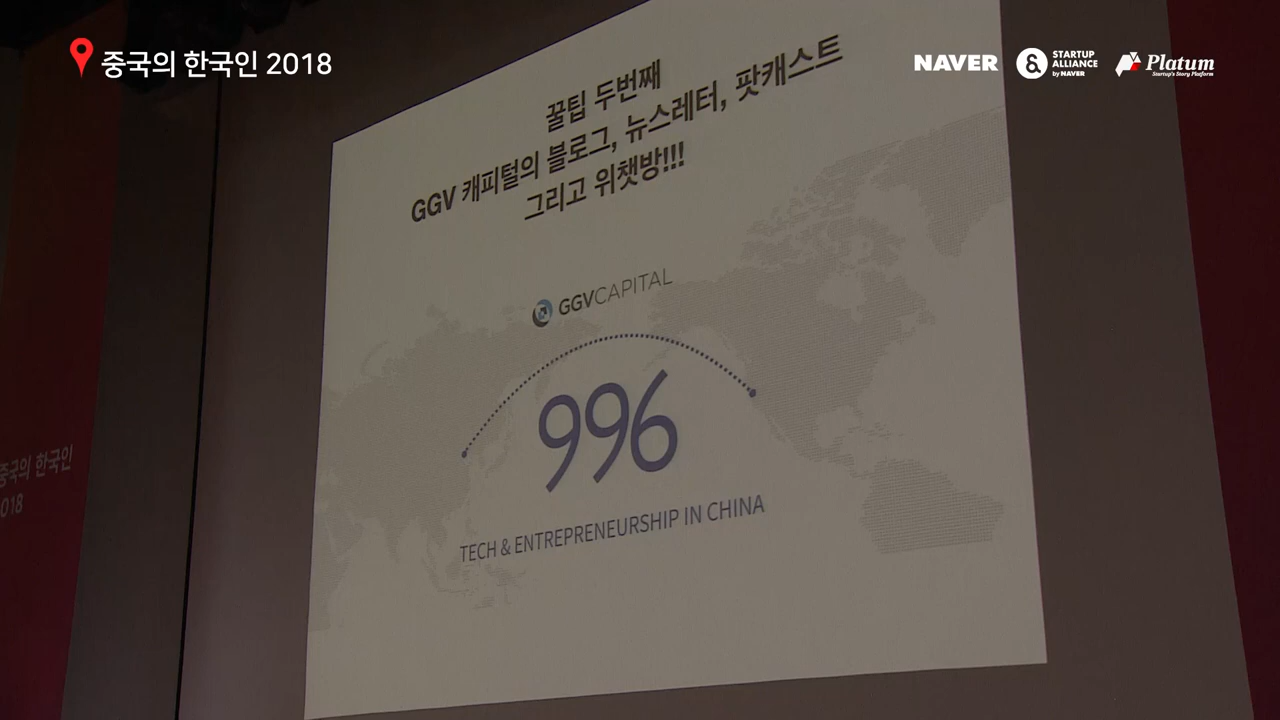 중국의 한국인 2018
NAVER
&
STARTUP
ALLIANCE
by NAVER
Platum
Startup's Story Platform
꿀팁 두번째
GGV 캐피털의 블로그, 뉴스레터, 팟캐스트
그리고 위챗방!!!
GGVCAPITAL
996
TECH & ENTREPRENEURSHIP IN CHINA
중국의 한국인
018